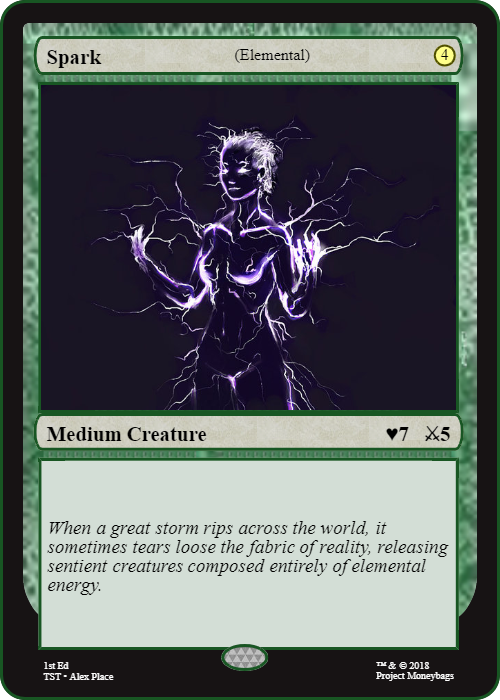 Spark (Elemental) 4
Medium Creature ♥7 ⚔5
When a great storm rips across the world, it
sometimes tears loose the fabric of reality, releasing
sentient creatures composed entirely of elemental
energy.
1st Ed ™ & © 2018
TST • Alex Place Project Moneybags